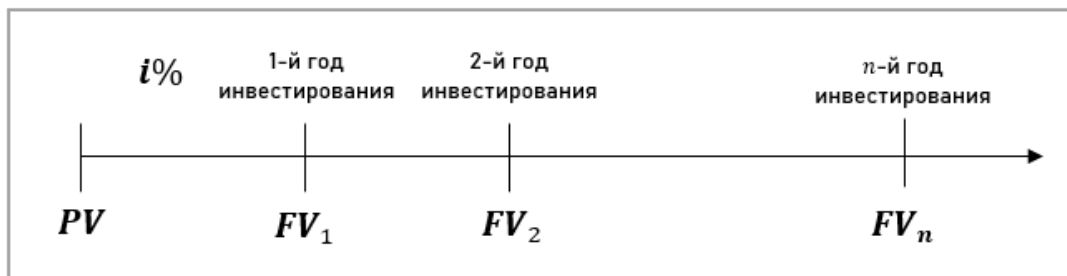 i%
1-й год
инвестирования
2-й год
инвестирования
n-й год
инвестирования
PV
FV₁
FV₂
FVₙ